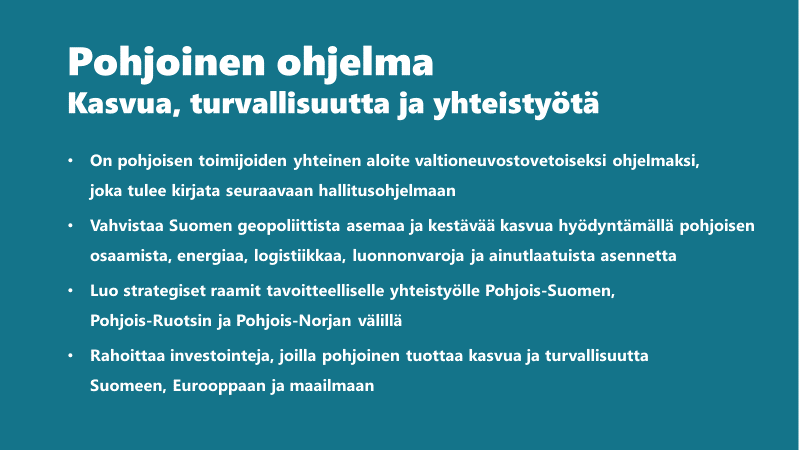 Pohjoinen ohjelma
Kasvua, turvallisuutta ja yhteistyötä
• On pohjoisen toimijoiden yhteinen aloite valtioneuvostovetoiseksi ohjelmaksi,
joka tulee kirjata seuraavaan hallitusohjelmaan
• Vahvistaa Suomen geopoliittista asemaa ja kestävää kasvua hyödyntämällä pohjoisen
osaamista, energiaa, logistiikkaa, luonnonvaroja ja ainutlaatuista asennetta
• Luo strategiset raamit tavoitteelliselle yhteistyölle Pohjois-Suomen,
Pohjois-Ruotsin ja Pohjois-Norjan välillä
• Rahoittaa investointeja, joilla pohjoinen tuottaa kasvua ja turvallisuutta
Suomeen, Eurooppaan ja maailmaan